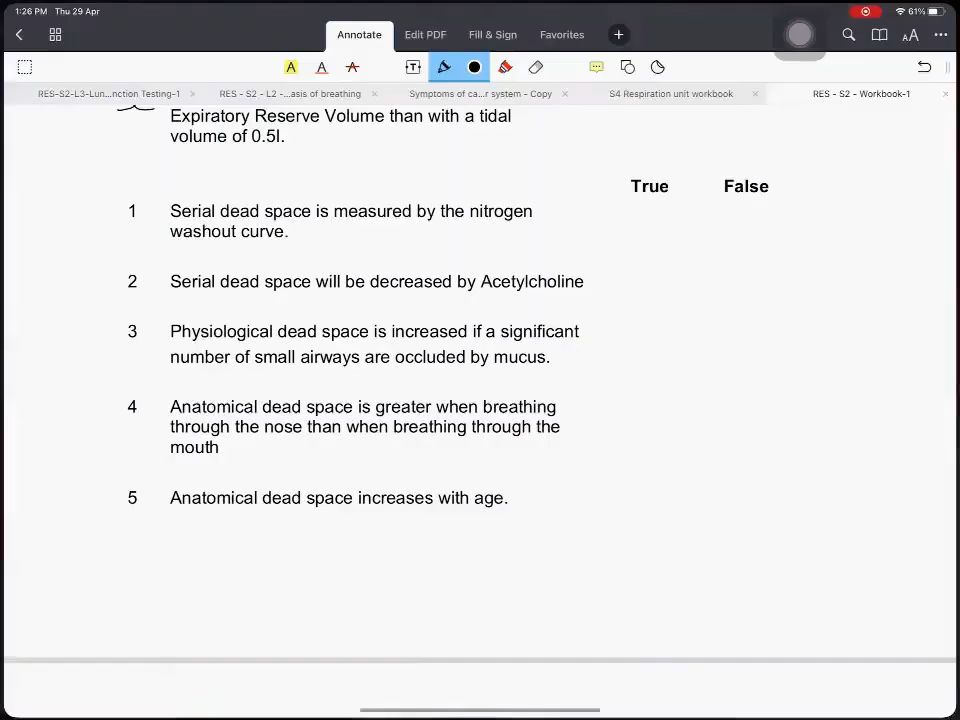 1:26 PM Thu 29 Apr
61%
Annotate Edit PDF Fill & Sign Favorites +
AA
A A A T
RES-S2-L3-Lun...nction Testing-1 × RES - S2 - L2 -...asis of breathing × Symptoms of ca...r system - Copy × S4 Respiration unit workbook × RES - S2 - Workbook-1 ×
Expiratory Reserve Volume than with a tidal
volume of 0.5l.
True False
1 Serial dead space is measured by the nitrogen
washout curve.
2 Serial dead space will be decreased by Acetylcholine
3 Physiological dead space is increased if a significant
number of small airways are occluded by mucus.
4 Anatomical dead space is greater when breathing
through the nose than when breathing through the
mouth
5 Anatomical dead space increases with age.